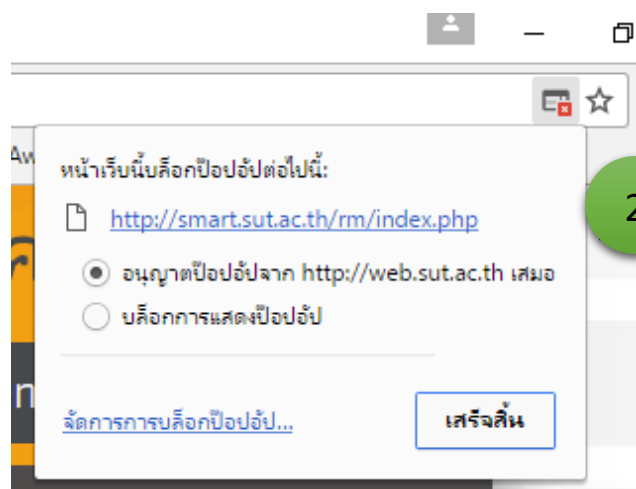 Aw
หน้าเว็บนี้บล็อกป๊อปอัปต่อไปนี้:
http://smart.sut.ac.th/rm/index.php
2
อนุญาตป๊อปอัปจาก http://web.sut.ac.th เสมอ
บล็อกการแสดงป๊อปอัป
จัดการการบล็อกป๊อปอัป...
เสร็จสิ้น